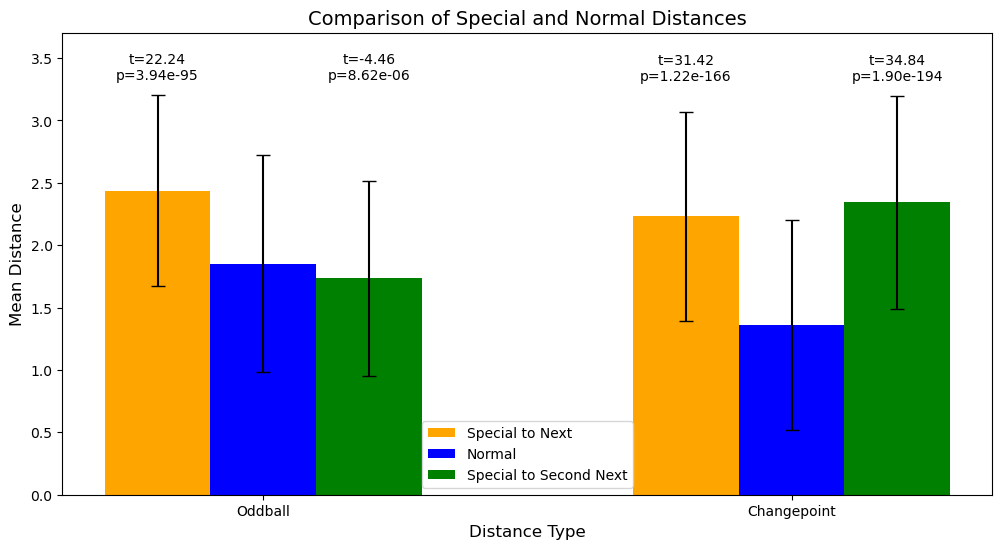 Comparison of Special and Normal Distances
Mean Distance
3.5
3.0
2.5
2.0
1.5
1.0
0.5
0.0
t=22.24
p=3.94e-95
t=-4.46
p=8.62e-06
t=31.42
p=1.22e-166
t=34.84
p=1.90e-194
Special to Next
Normal
Special to Second Next
Oddball
Changepoint
Distance Type